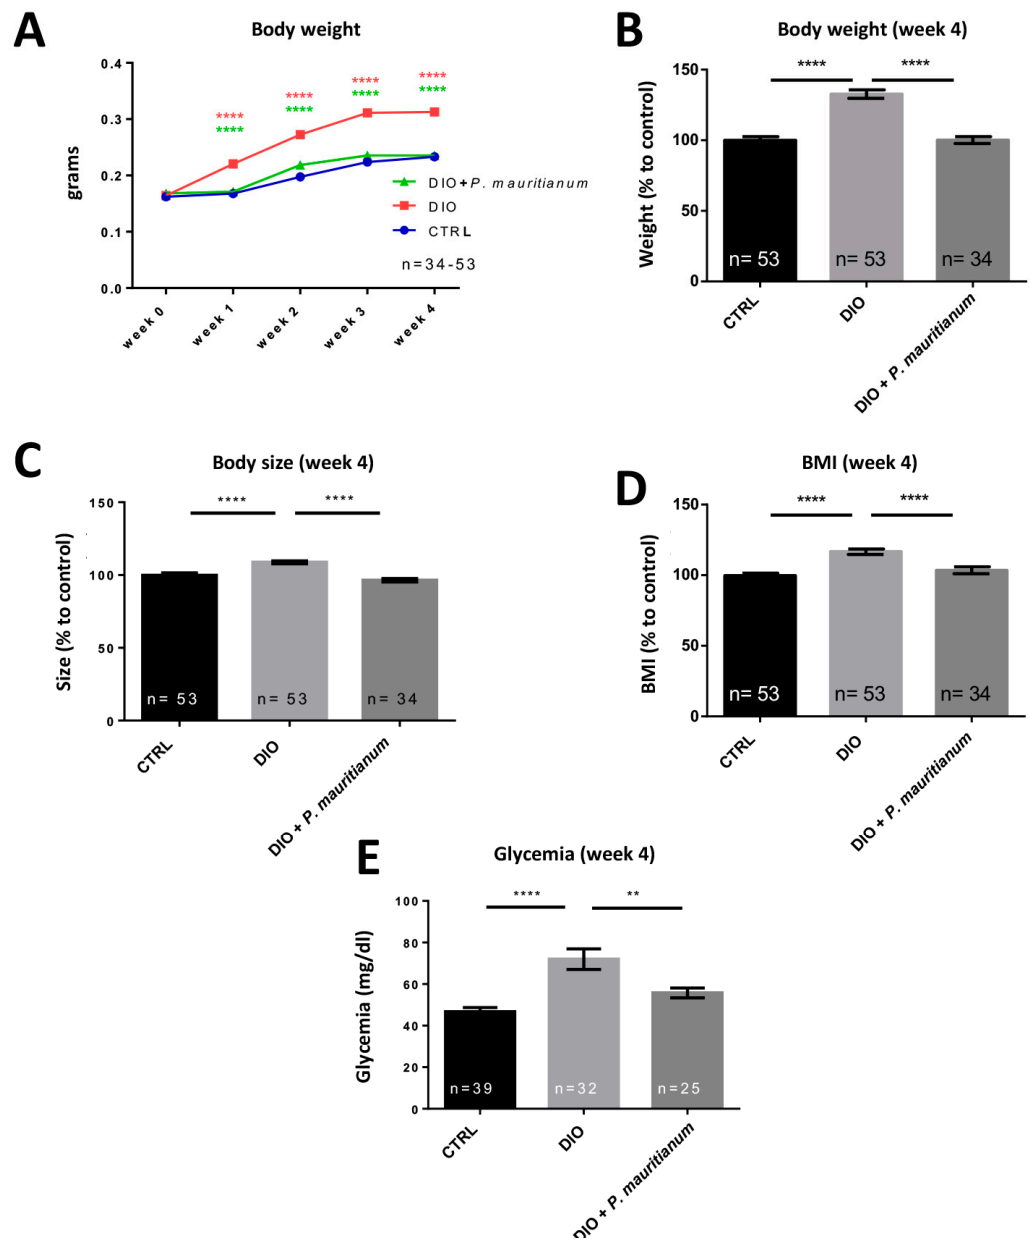 A
Body weight
0.4
0.3
0.2
0.1
0.0
grams
****
****
****
****
****
****
****
****
DIO+P. mauritianum
DIO
CTRL
n=34-53
week 0
week 1
week 2
week 3
week 4
B
Body weight (week 4)
Weight (% to control)
150
100
50
0
****
****
n= 53
n= 53
n= 34
CTRL
DIO
DIO + P. mauritianum
C
Body size (week 4)
Size (% to control)
150
100
50
0
****
****
n= 53
n= 53
n= 34
CTRL
DIO
DIO + P. mauritianum
D
BMI (week 4)
BMI (% to control)
150
100
50
0
****
****
n= 53
n= 53
n= 34
CTRL
DIO
DIO + P. mauritianum
E
Glycemia (week 4)
Glycemia (mg/dl)
100
80
60
40
20
0
****
**
n=39
n=32
n=25
CTRL
DIO
DIO + P. mauritianum